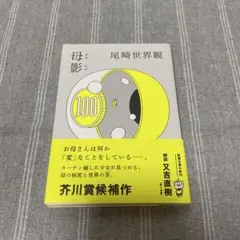 母影
尾崎世界観
100
お母さんは何か
「変」なことをしている――。
カーテン越しに少女が見つめる、
母の秘密と世界の歪。
芥川賞候補作
解説 又吉直樹